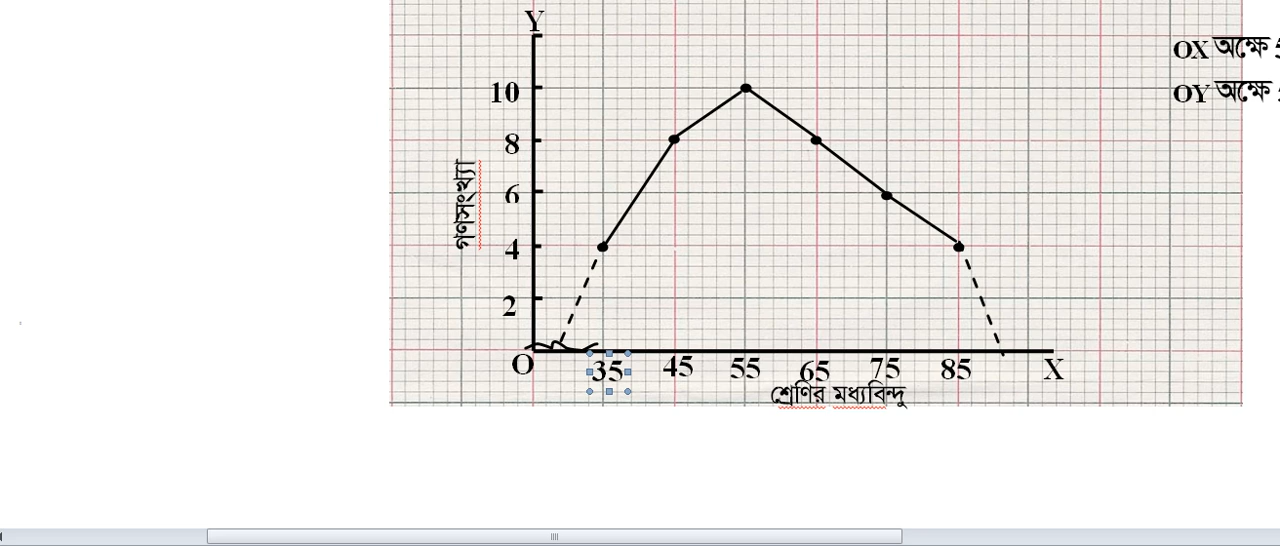 Y
OX অক্ষে
OY অক্ষে
10
8
6
4
2
গণসংখ্যা
O
35 45 55 65 75 85 X
শ্রেণির মধ্যবিন্দু